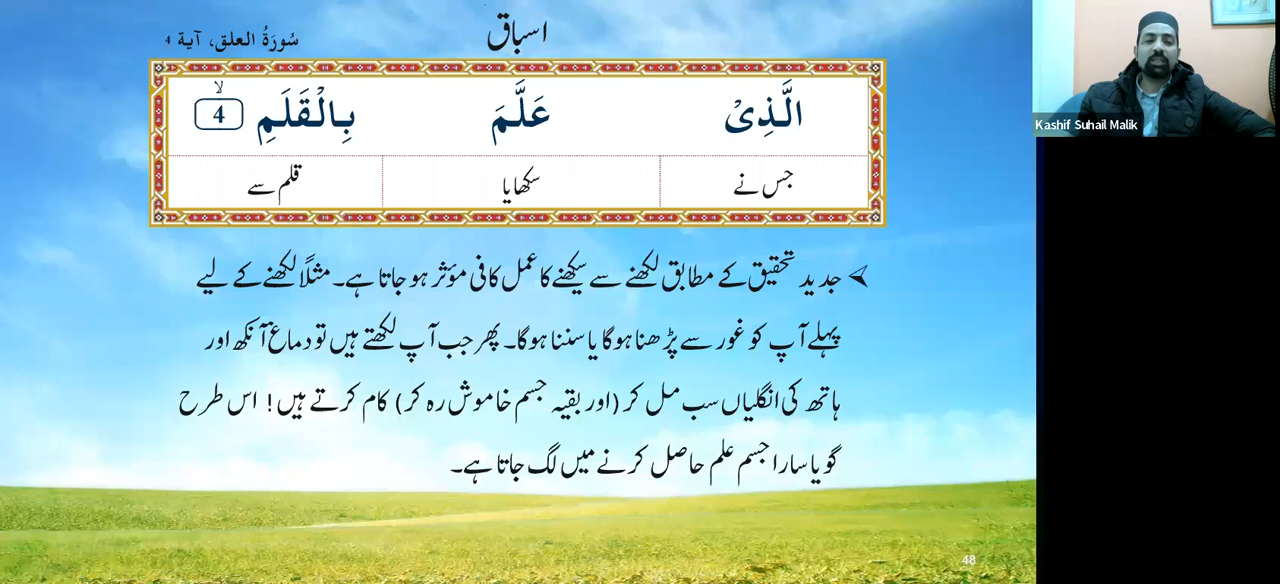 اسباق
سُورَةُ العلق، آية 4
الَّذِیْ عَلَّمَ بِالْقَلَمِ ۙ 4
جس نے سکھایا قلم سے
جدید تحقیق کے مطابق لکھنے سے سیکھنے کا عمل کافی مؤثر ہو جاتا ہے۔ مثلاً لکھنے کے لیے
پہلے آپ کو غور سے پڑھنا ہوگا یا سننا ہوگا۔ پھر جب آپ لکھتے ہیں تو دماغ آنکھ اور
ہاتھ کی انگلیاں سب مل کر (اور بقیہ جسم خاموش رہ کر) کام کرتے ہیں! اس طرح
گویا سارا جسم علم حاصل کرنے میں لگ جاتا ہے۔
48
Kashif Suhail Malik